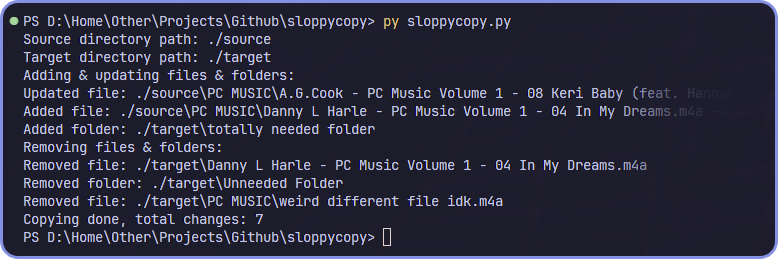 PS D:\Home\Other\Projects\Github\sloppycopy> py sloppycopy.py
Source directory path: ./source
Target directory path: ./target
Adding & updating files & folders:
Updated file: ./source\PC MUSIC\A.G.Cook - PC Music Volume 1 - 08 Keri Baby (feat. Hannah
Added file: ./source\PC MUSIC\Danny L Harle - PC Music Volume 1 - 04 In My Dreams.m4a ->
Added folder: ./target\totally needed folder
Removing files & folders:
Removed file: ./target\Danny L Harle - PC Music Volume 1 - 04 In My Dreams.m4a
Removed folder: ./target\Unneeded Folder
Removed file: ./target\PC MUSIC\weird different file idk.m4a
Copying done, total changes: 7
PS D:\Home\Other\Projects\Github\sloppycopy>